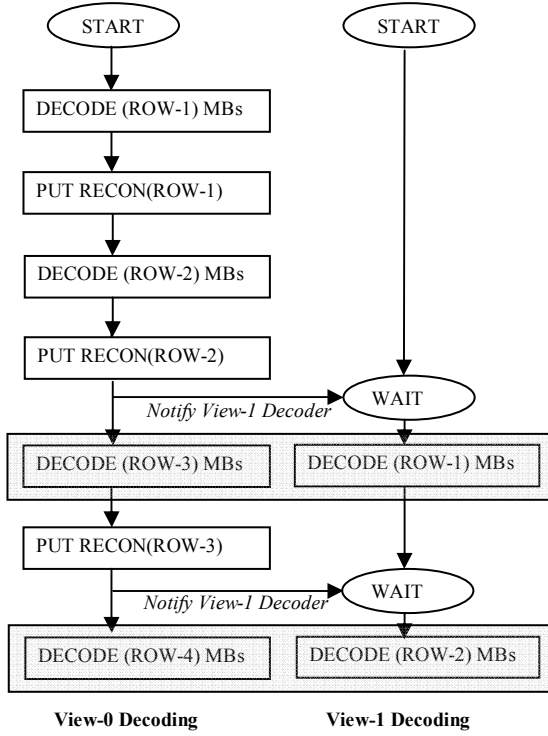 START
START
DECODE (ROW-1) MBs
PUT RECON(ROW-1)
DECODE (ROW-2) MBs
PUT RECON(ROW-2)
WAIT
Notify View-1 Decoder
DECODE (ROW-3) MBs
DECODE (ROW-1) MBs
PUT RECON(ROW-3)
WAIT
Notify View-1 Decoder
DECODE (ROW-4) MBs
DECODE (ROW-2) MBs
View-0 Decoding
View-1 Decoding